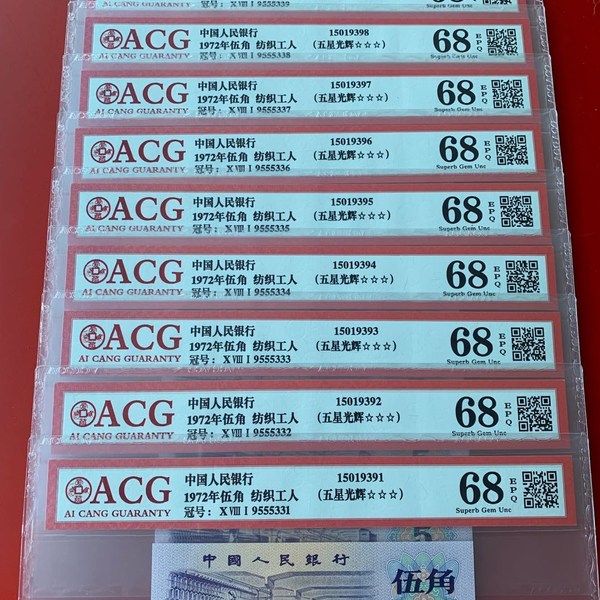 冠号: X Ⅷ I 9555339
Superb Gem Unc
ACG
AI CANG GUARANTY
中国人民银行
1972年伍角 纺织工人
冠号: X Ⅷ I 9555338
15019398
(五星光辉☆☆☆)
68
EPQ
Superb Gem Unc
ACG
AI CANG GUARANTY
中国人民银行
1972年伍角 纺织工人
冠号: X Ⅷ I 9555337
15019397
(五星光辉☆☆☆)
68
EPQ
Superb Gem Unc
ACG
AI CANG GUARANTY
中国人民银行
1972年伍角 纺织工人
冠号: X Ⅷ I 9555336
15019396
(五星光辉☆☆☆)
68
EPQ
Superb Gem Unc
ACG
AI CANG GUARANTY
中国人民银行
1972年伍角 纺织工人
冠号: X Ⅷ I 9555335
15019395
(五星光辉☆☆☆)
68
EPQ
Superb Gem Unc
ACG
AI CANG GUARANTY
中国人民银行
1972年伍角 纺织工人
冠号: X Ⅷ I 9555334
15019394
(五星光辉☆☆☆)
68
EPQ
Superb Gem Unc
ACG
AI CANG GUARANTY
中国人民银行
1972年伍角 纺织工人
冠号: X Ⅷ I 9555333
15019393
(五星光辉☆☆☆)
68
EPQ
Superb Gem Unc
ACG
AI CANG GUARANTY
中国人民银行
1972年伍角 纺织工人
冠号: X Ⅷ I 9555332
15019392
(五星光辉☆☆☆)
68
EPQ
Superb Gem Unc
ACG
AI CANG GUARANTY
中国人民银行
1972年伍角 纺织工人
冠号: X Ⅷ I 9555331
15019391
(五星光辉☆☆☆)
68
EPQ
Superb Gem Unc
5
中國人民銀行
伍角